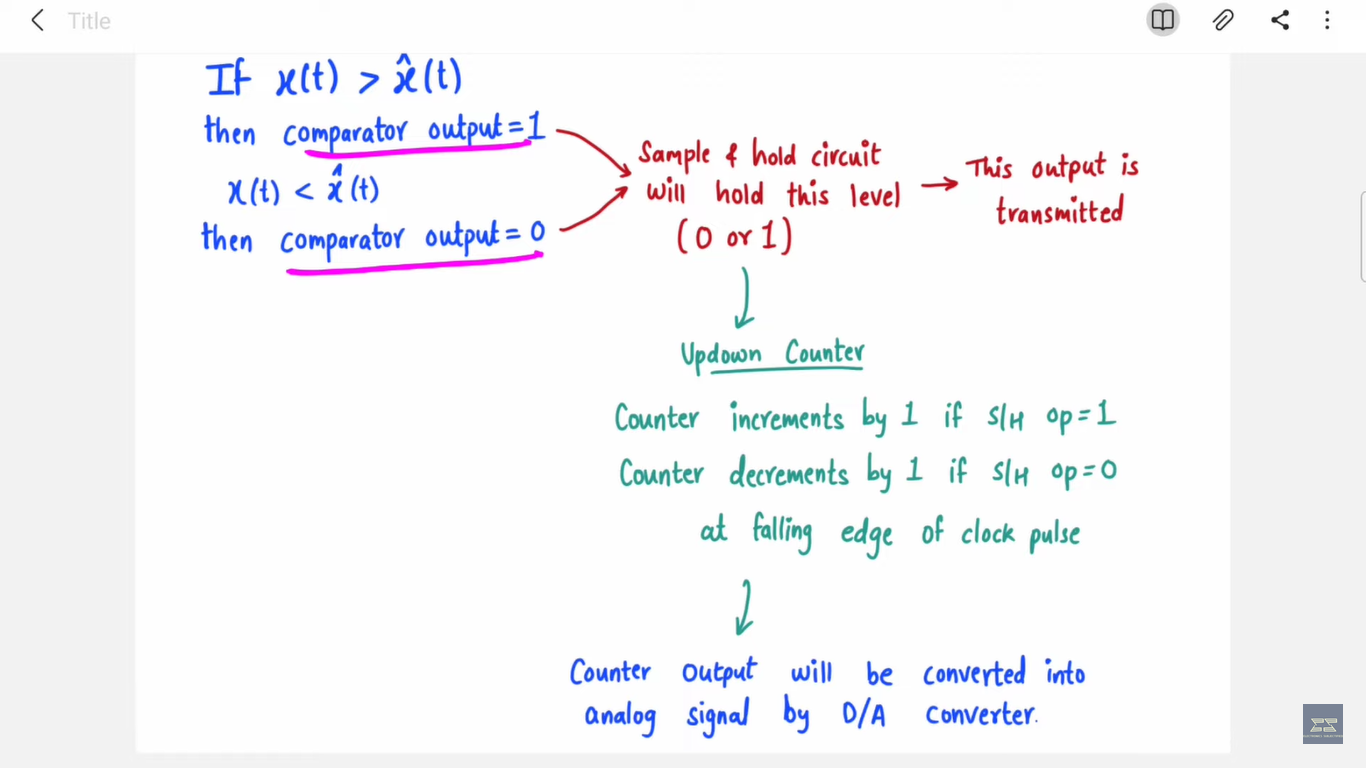 Title
If x(t) > x̂(t)
then comparator output = 1
x(t) < x̂(t)
then comparator output = 0
Sample & hold circuit
will hold this level
(0 or 1)
This output is
transmitted
Updown Counter
Counter increments by 1 if S/H op = 1
Counter decrements by 1 if S/H op = 0
at falling edge of clock pulse
Counter output will be converted into
analog signal by D/A converter.